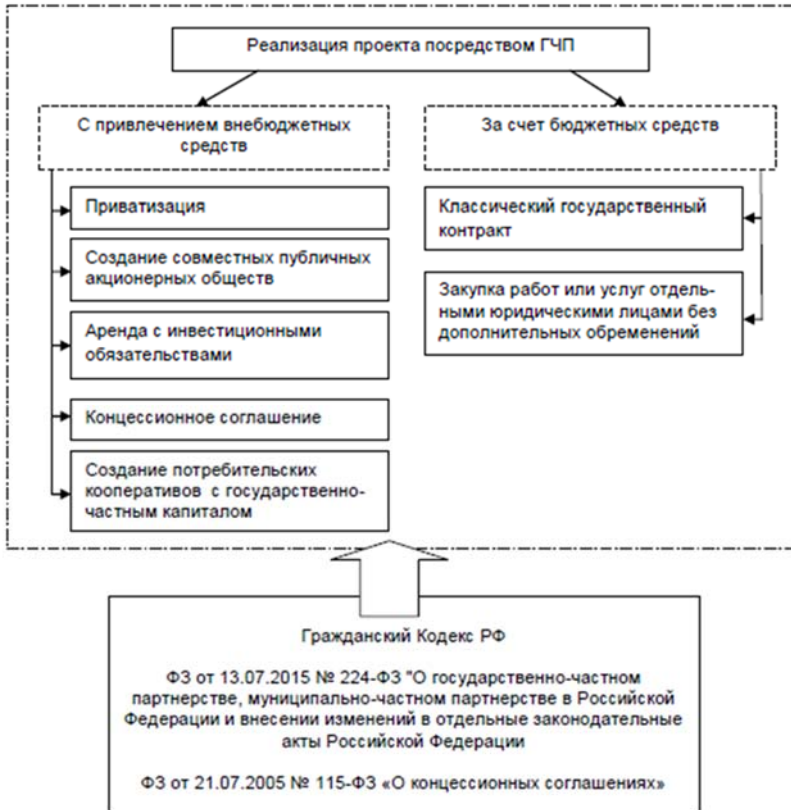 Реализация проекта посредством ГЧП
С привлечением внебюджетных
средств
Приватизация
Создание совместных публичных
акционерных обществ
Аренда с инвестиционными
обязательствами
Концессионное соглашение
Создание потребительских
кооперативов с государственно-
частным капиталом
За счет бюджетных средств
Классический государственный
контракт
Закупка работ или услуг отдель-
ными юридическими лицами без
дополнительных обременений
Гражданский Кодекс РФ
ФЗ от 13.07.2015 № 224-ФЗ "О государственно-частном
партнерстве, муниципально-частном партнерстве в Российской
Федерации и внесении изменений в отдельные законодательные
акты Российской Федерации
ФЗ от 21.07.2005 № 115-ФЗ «О концессионных соглашениях»